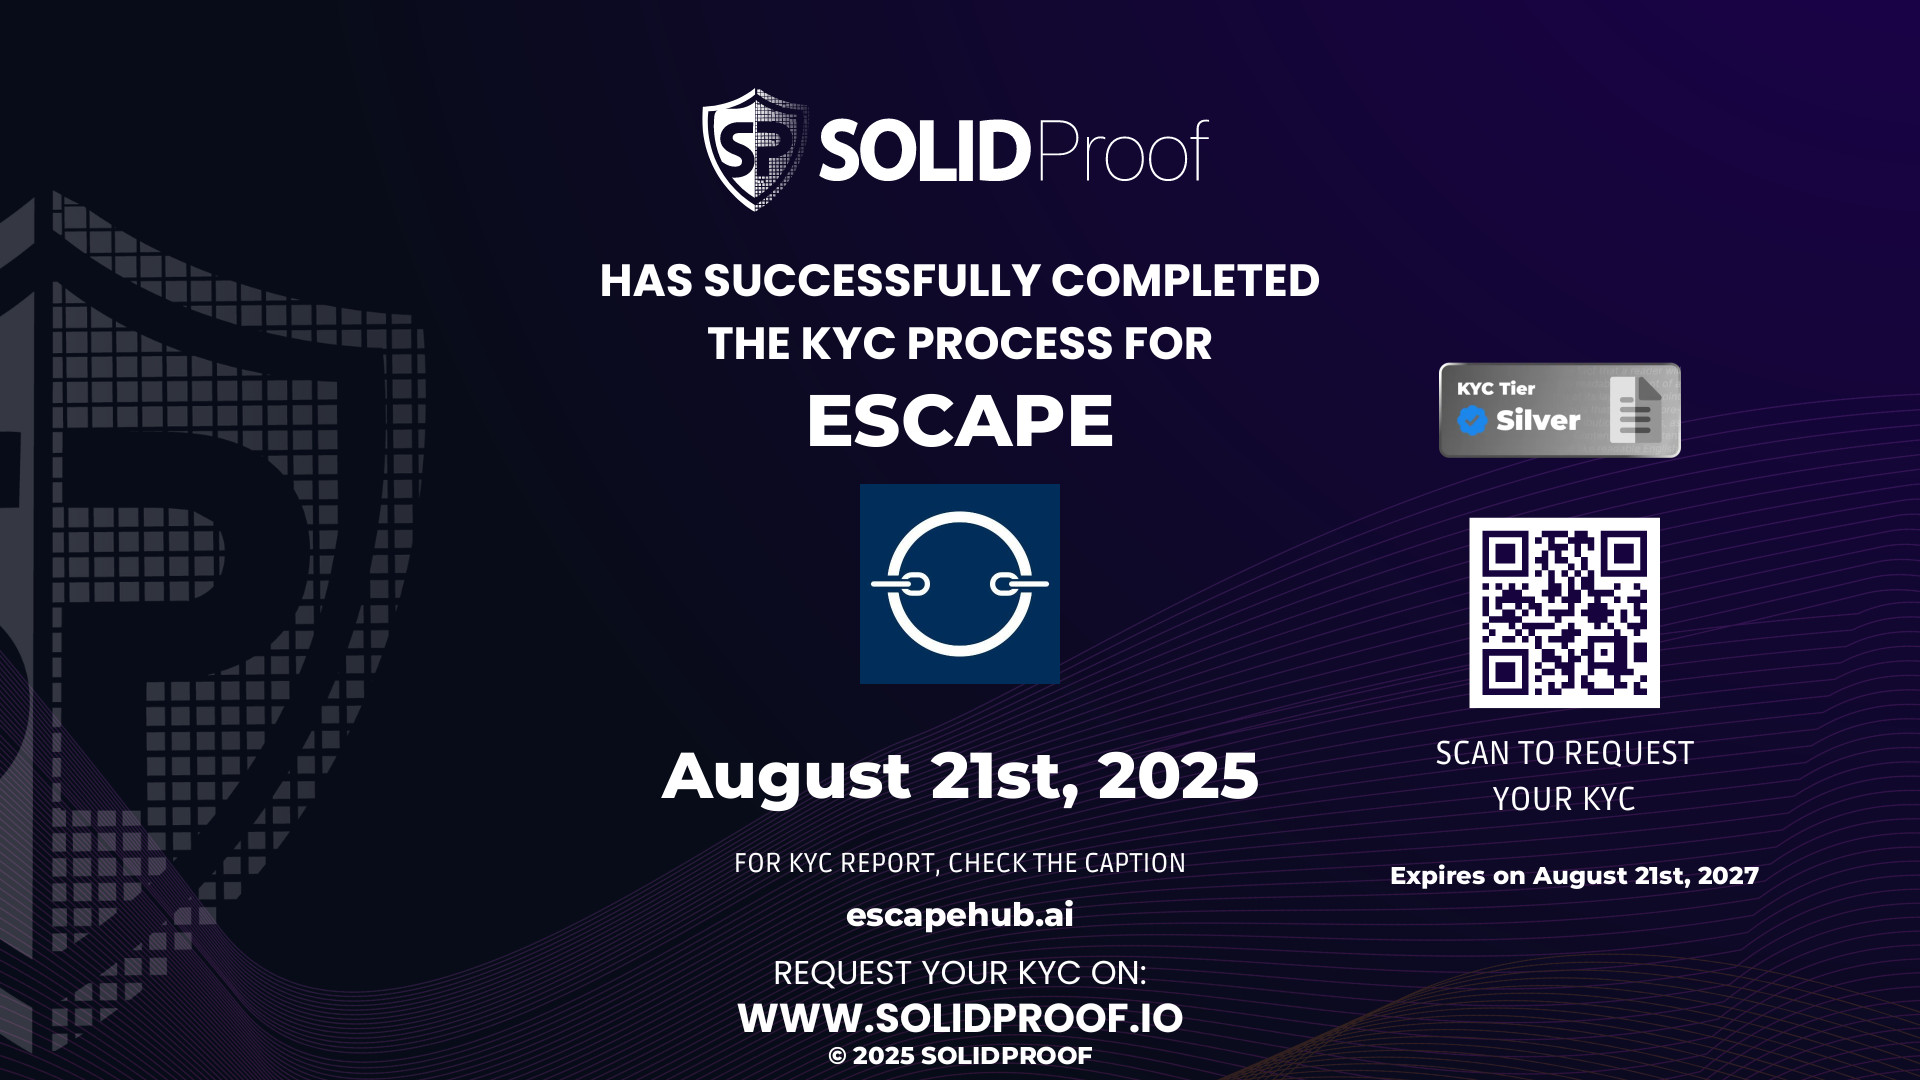 SP SOLIDProof
HAS SUCCESSFULLY COMPLETED
THE KYC PROCESS FOR
ESCAPE
KYC Tier
Silver
August 21st, 2025
SCAN TO REQUEST
YOUR KYC
FOR KYC REPORT, CHECK THE CAPTION
Expires on August 21st, 2027
escapehub.ai
REQUEST YOUR KYC ON:
WWW.SOLIDPROOF.IO
© 2025 SOLIDPROOF